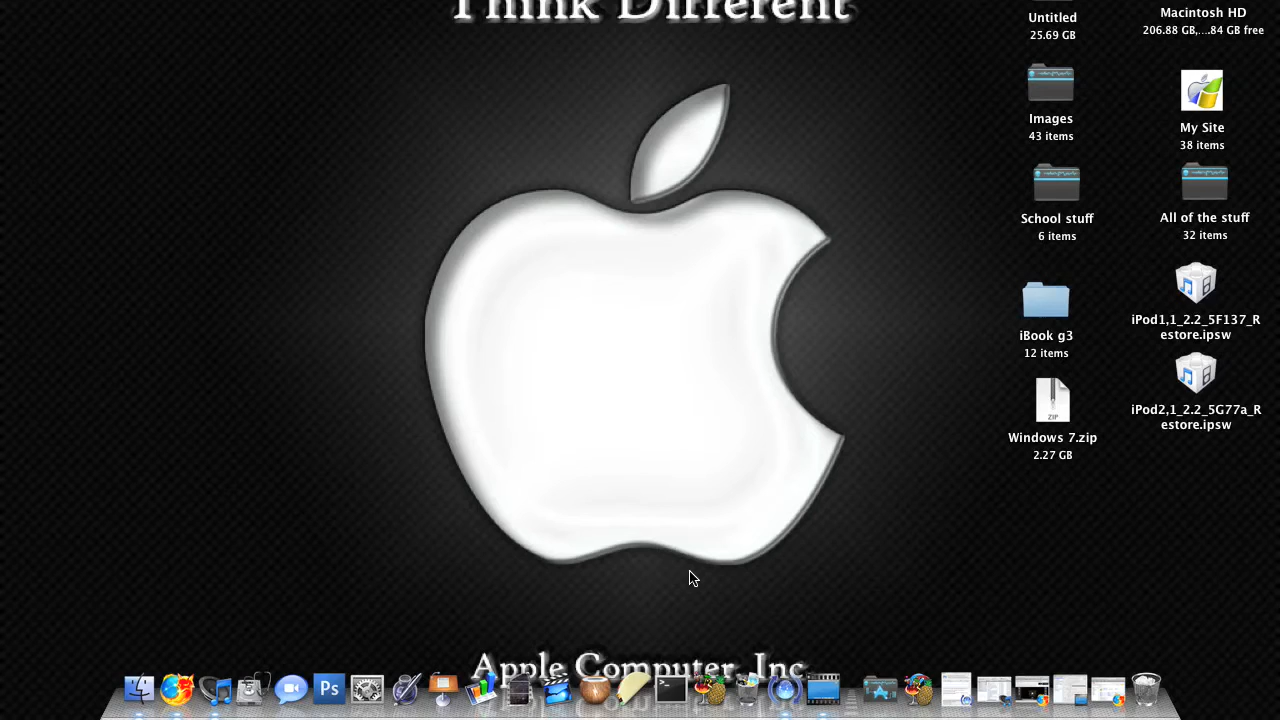 Think Different
Untitled
25.69 GB
Macintosh HD
206.88 GB,....84 GB free
Images
43 items
My Site
38 items
School stuff
6 items
All of the stuff
32 items
iBook g3
12 items
iPod1,1_2.2_5F137_R
estore.ipsw
iPod2,1_2.2_5G77a_R
estore.ipsw
ZIP
Windows 7.zip
2.27 GB
Apple Computer, Inc
Ps
>_